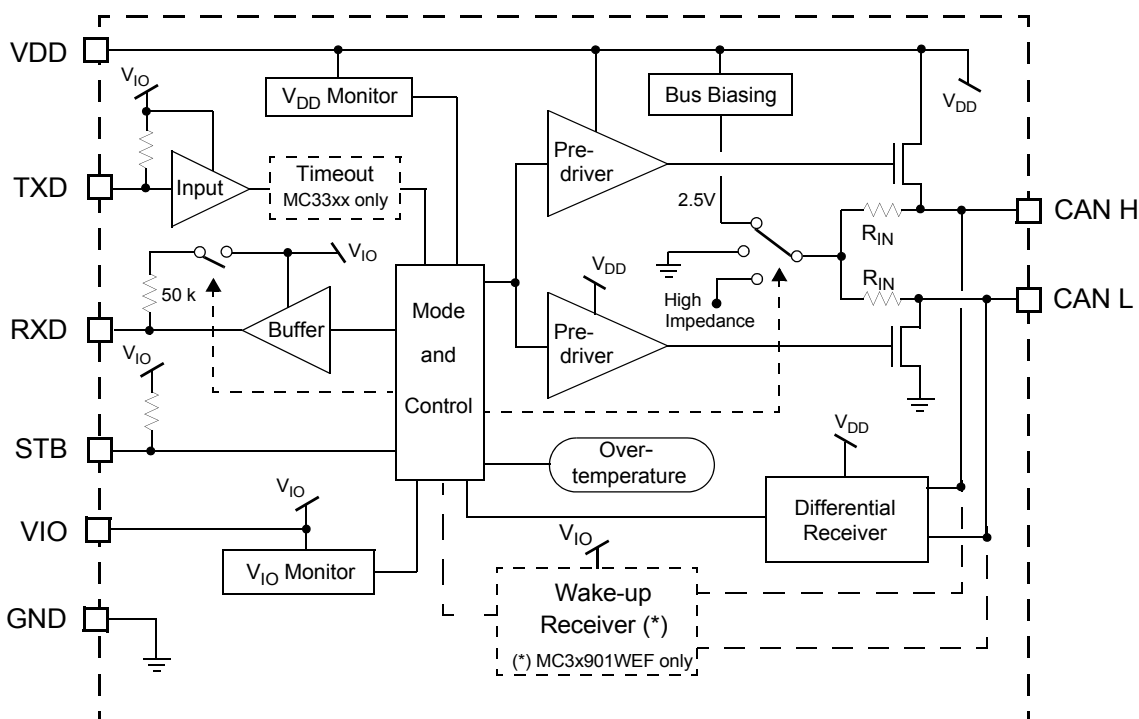 VDD
VIO
VDD Monitor
Bus Biasing
VDD
TXD
Input
Timeout
MC33xx only
Pre-
driver
2.5V
CAN H
RIN
VIO
50 k
RXD
Buffer
Mode
and
Control
VDD
Pre-
driver
High
Impedance
RIN
CAN L
VIO
STB
Over-
temperature
VDD
VIO
VIO
VIO Monitor
Differential
Receiver
VIO
Wake-up
Receiver (*)
(*) MC3x901WEF only
GND